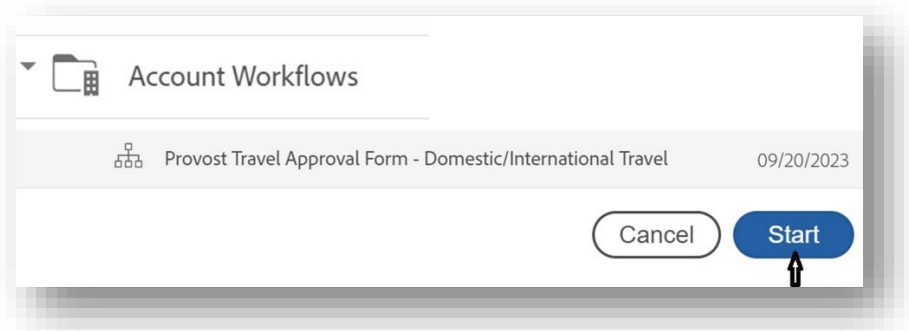 Account Workflows
Provost Travel Approval Form - Domestic/International Travel 09/20/2023
Cancel Start